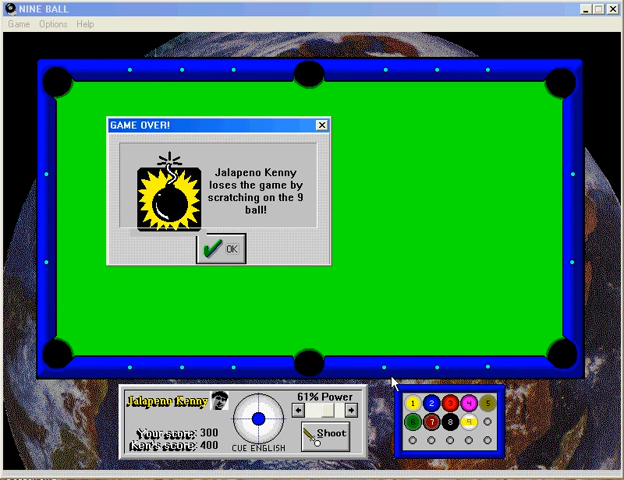 NINE BALL
Game Options Help
GAME OVER!
Jalapeno Kenny
loses the game by
scratching on the 9
ball!
OK
Jalapeno Kenny
61% Power
Your score: 300
Ken's score: 400
CUE ENGLISH
Shoot
1 2 3 4 5
6 7 8 9